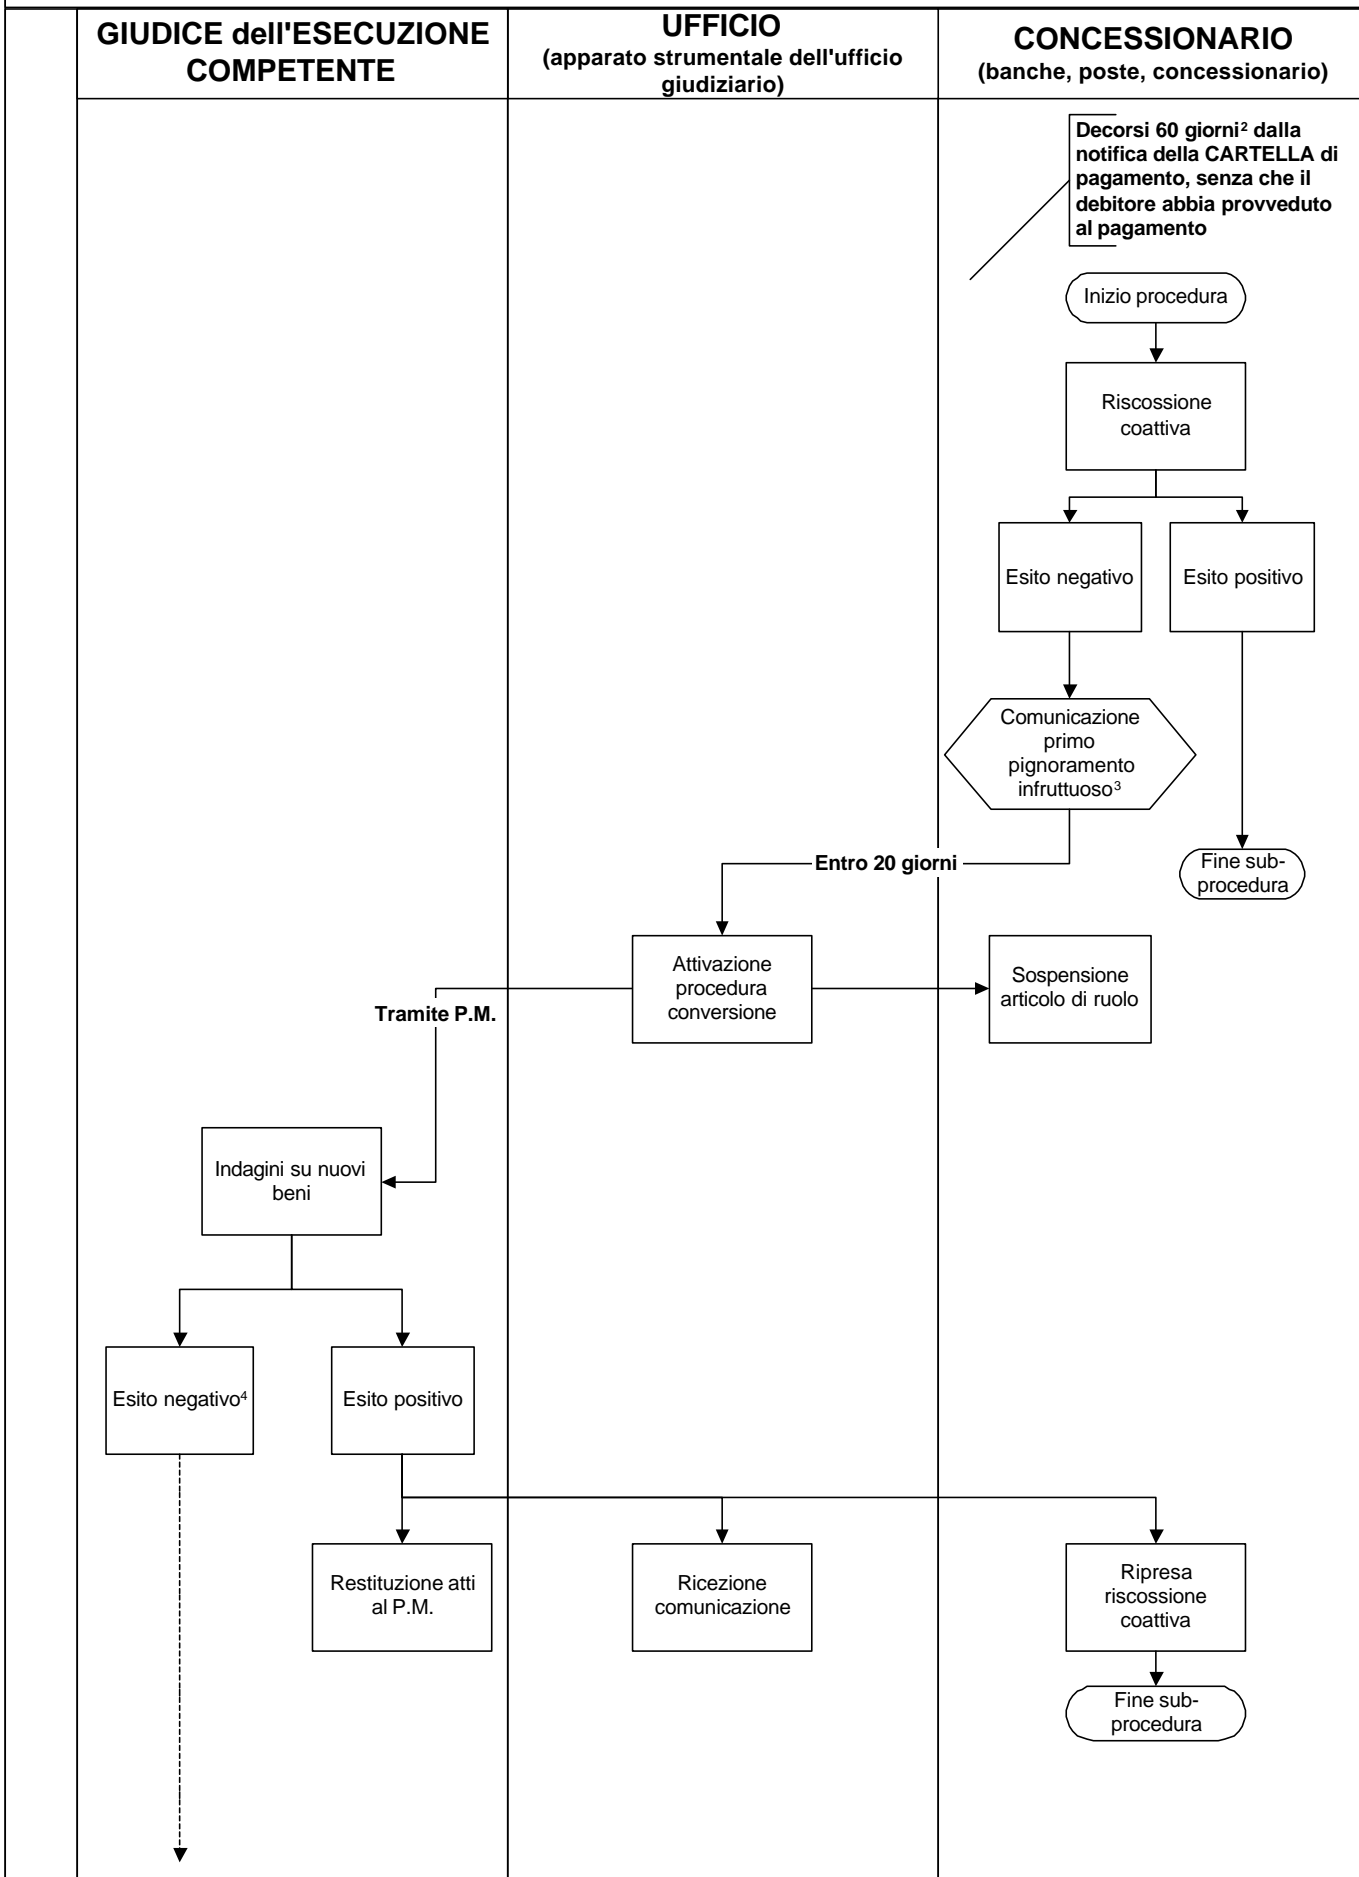 GIUDICE dell'ESECUZIONE
COMPETENTE
UFFICIO
(apparato strumentale dell'ufficio
giudiziario)
CONCESSIONARIO
(banche, poste, concessionario)
Decorsi 60 giorni² dalla
notifica della CARTELLA di
pagamento, senza che il
debitore abbia provveduto
al pagamento
Inizio procedura
Riscossione
coattiva
Esito negativo
Esito positivo
Comunicazione
primo
pignoramento
infruttuoso³
Entro 20 giorni
Fine sub-
procedura
Attivazione
procedura
conversione
Sospensione
articolo di ruolo
Tramite P.M.
Indagini su nuovi
beni
Esito negativo⁴
Esito positivo
Restituzione atti
al P.M.
Ricezione
comunicazione
Ripresa
riscossione
coattiva
Fine sub-
procedura